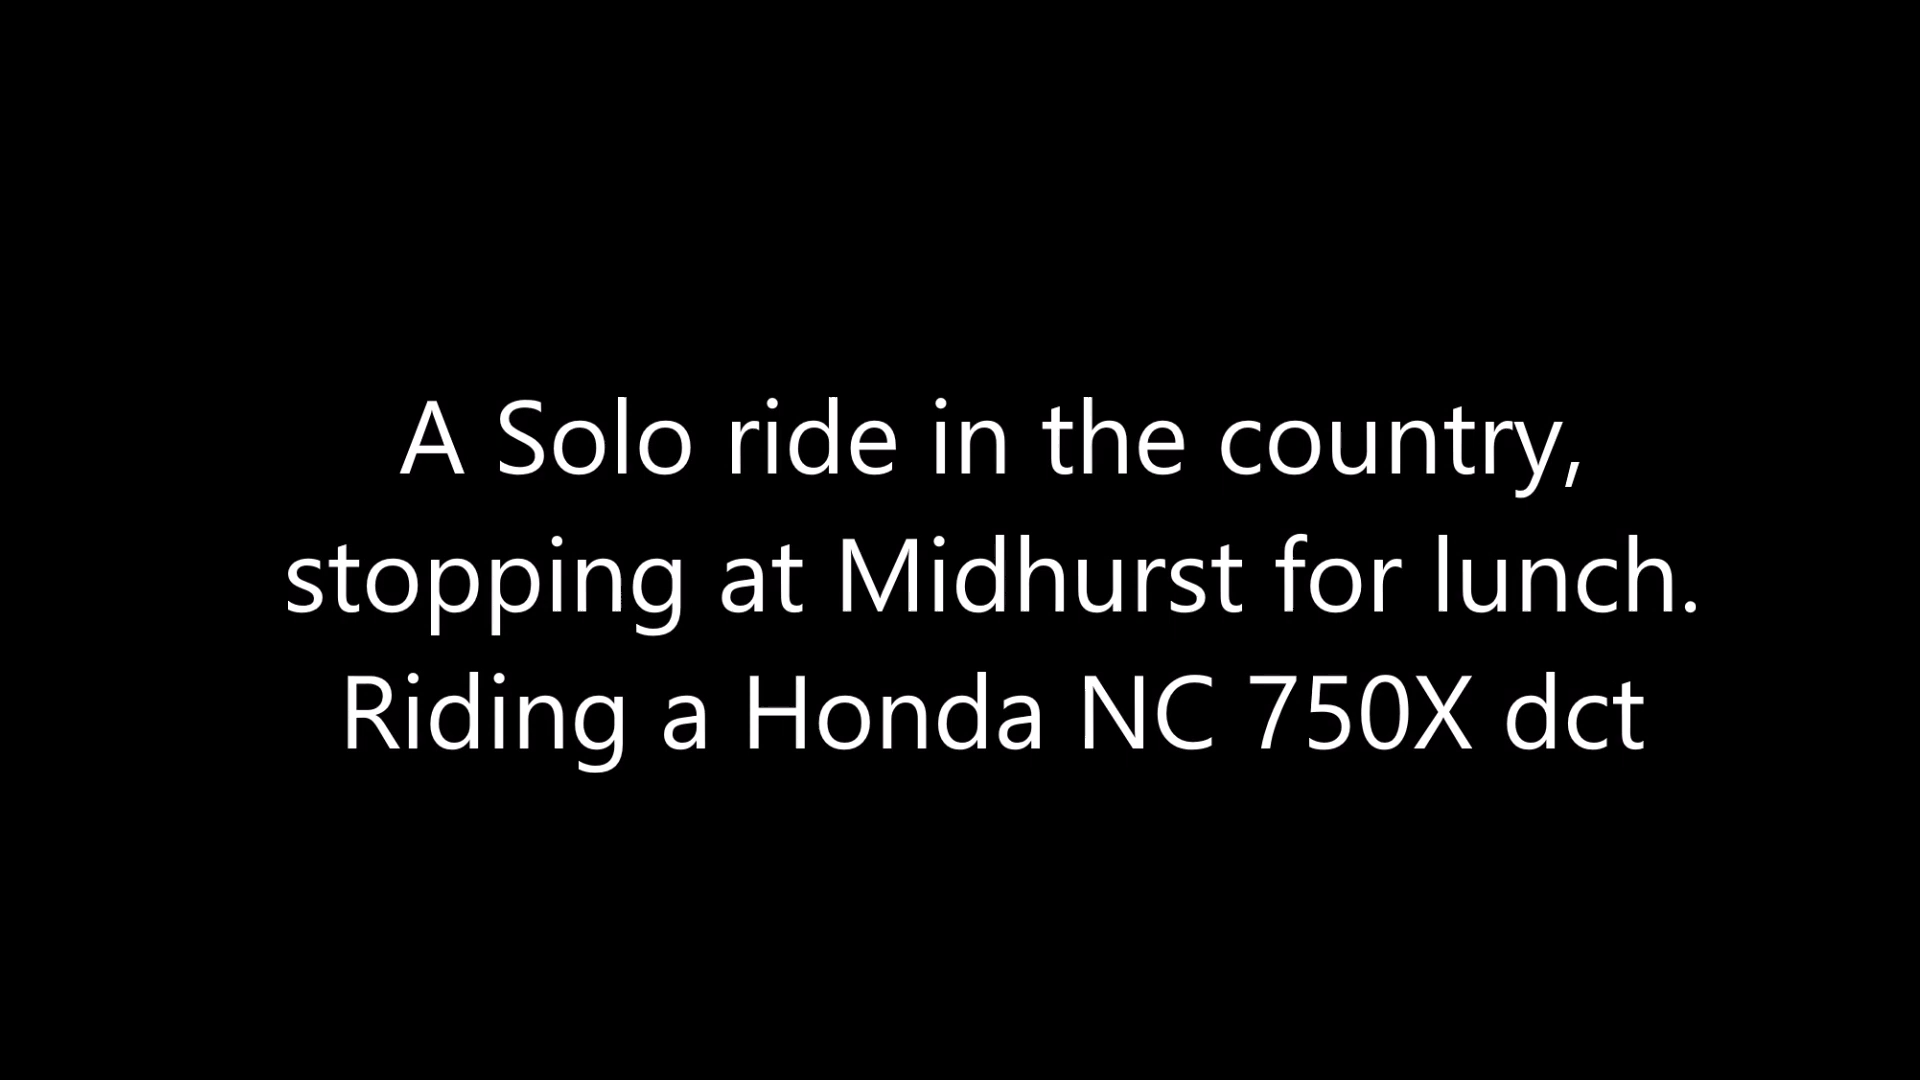 A Solo ride in the country,
stopping at Midhurst for lunch.
Riding a Honda NC 750X dct